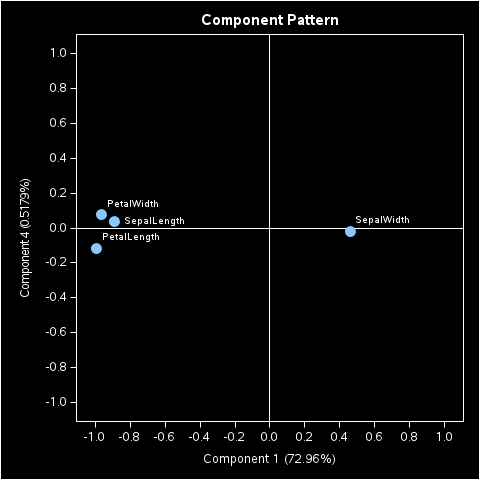 Component Pattern
1.0
0.8
0.6
0.4
0.2
0.0
-0.2
-0.4
-0.6
-0.8
-1.0
Component 4 (0.5179%)
PetalWidth
SepalLength
SepalWidth
PetalLength
-1.0 -0.8 -0.6 -0.4 -0.2 0.0 0.2 0.4 0.6 0.8 1.0
Component 1 (72.96%)